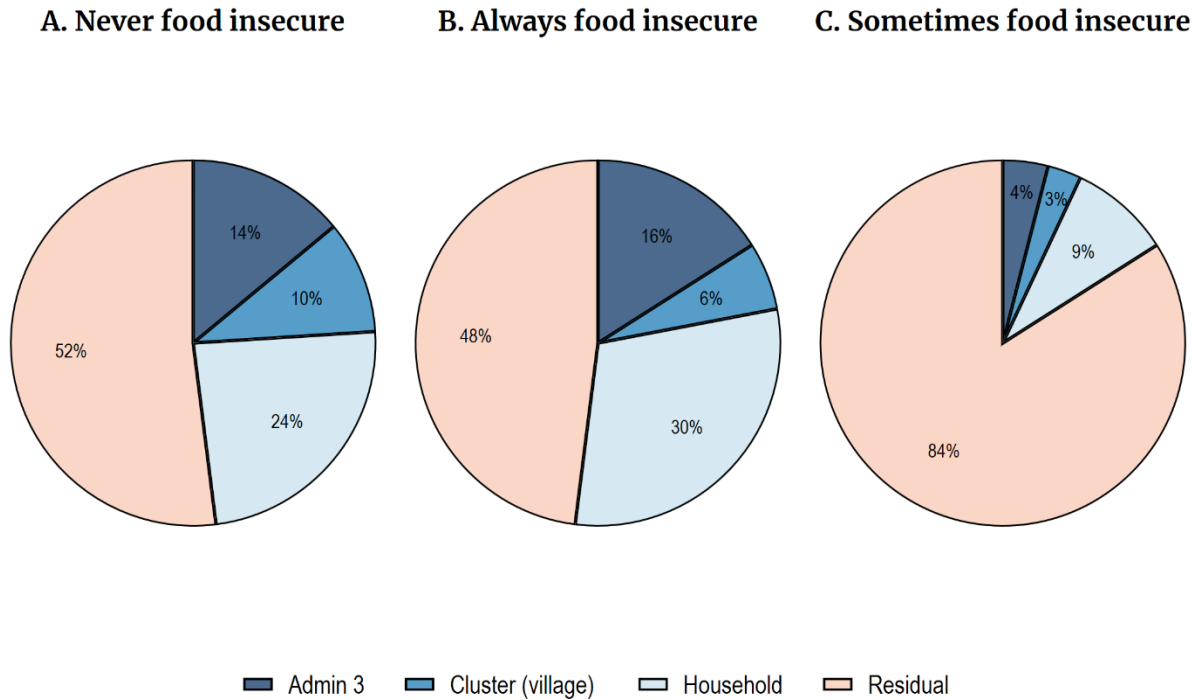 A. Never food insecure
B. Always food insecure
C. Sometimes food insecure
14%
10%
24%
52%
16%
6%
30%
48%
4%
3%
9%
84%
Admin 3
Cluster (village)
Household
Residual